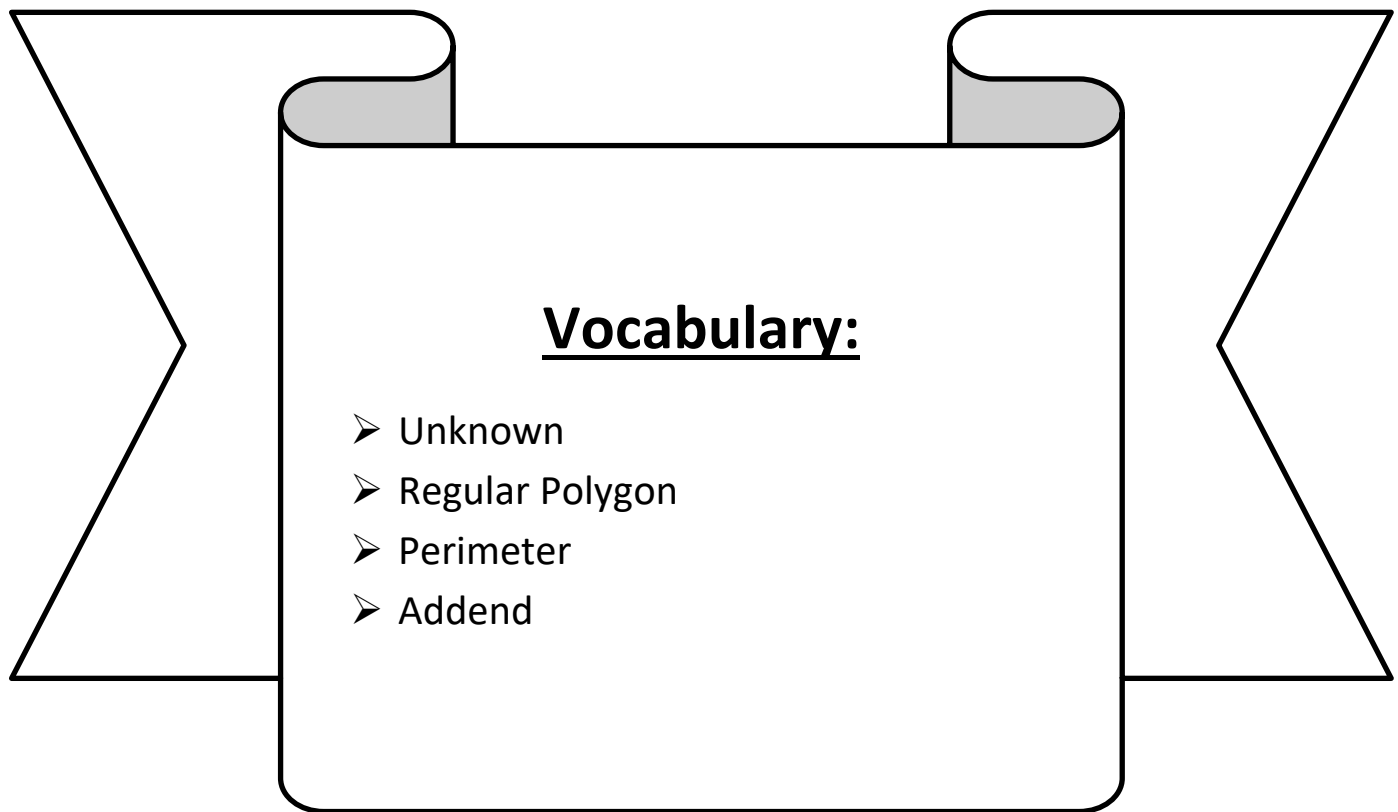 Vocabulary:
➢ Unknown
➢ Regular Polygon
➢ Perimeter
➢ Addend